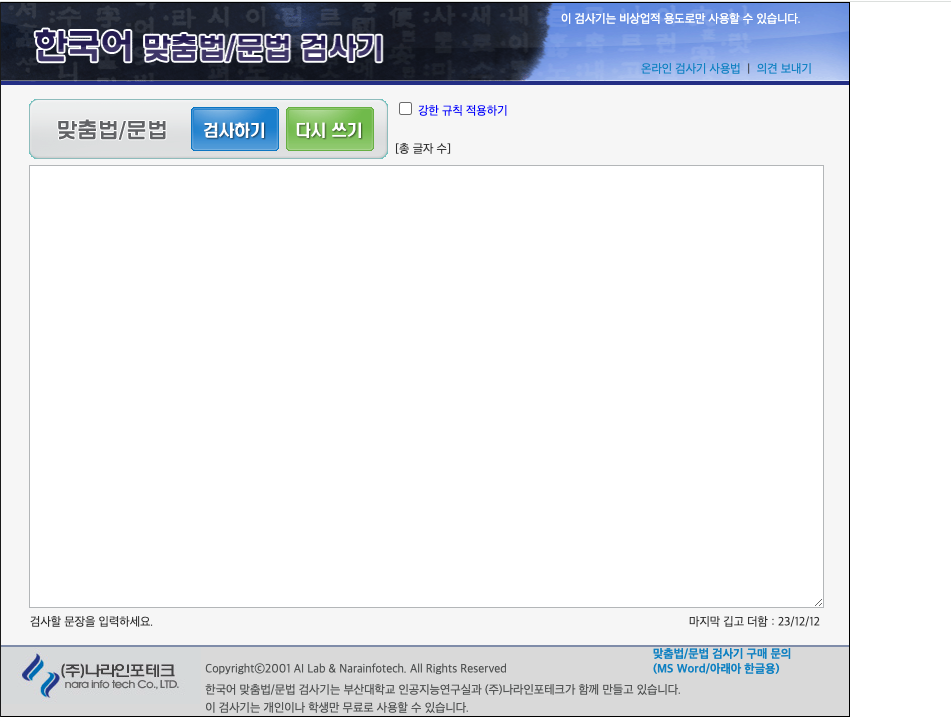 이 검사기는 비상업적 용도로만 사용할 수 있습니다.
한국어 맞춤법/문법 검사기
온라인 검사기 사용법 | 의견 보내기
맞춤법/문법 검사하기 다시 쓰기
강한 규칙 적용하기
[총 글자 수]
검사할 문장을 입력하세요.
마지막 깁고 더함 : 23/12/12
맞춤법/문법 검사기 구매 문의
(MS Word/아래아 한글용)
(주)나라인포테크
nara info tech Co., LTD.
Copyright©2001 AI Lab & Narainfotech. All Rights Reserved
한국어 맞춤법/문법 검사기는 부산대학교 인공지능연구실과 (주)나라인포테크가 함께 만들고 있습니다.
이 검사기는 개인이나 학생만 무료로 사용할 수 있습니다.